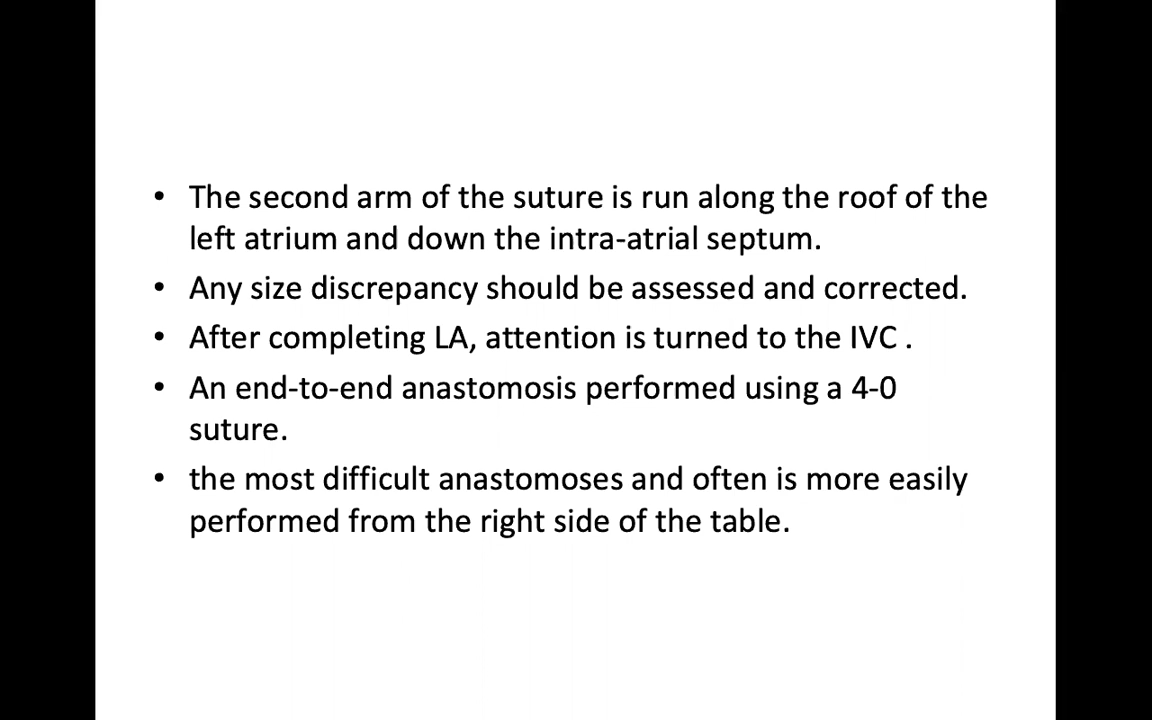 • The second arm of the suture is run along the roof of the
left atrium and down the intra-atrial septum.
• Any size discrepancy should be assessed and corrected.
• After completing LA, attention is turned to the IVC .
• An end-to-end anastomosis performed using a 4-0
suture.
• the most difficult anastomoses and often is more easily
performed from the right side of the table.